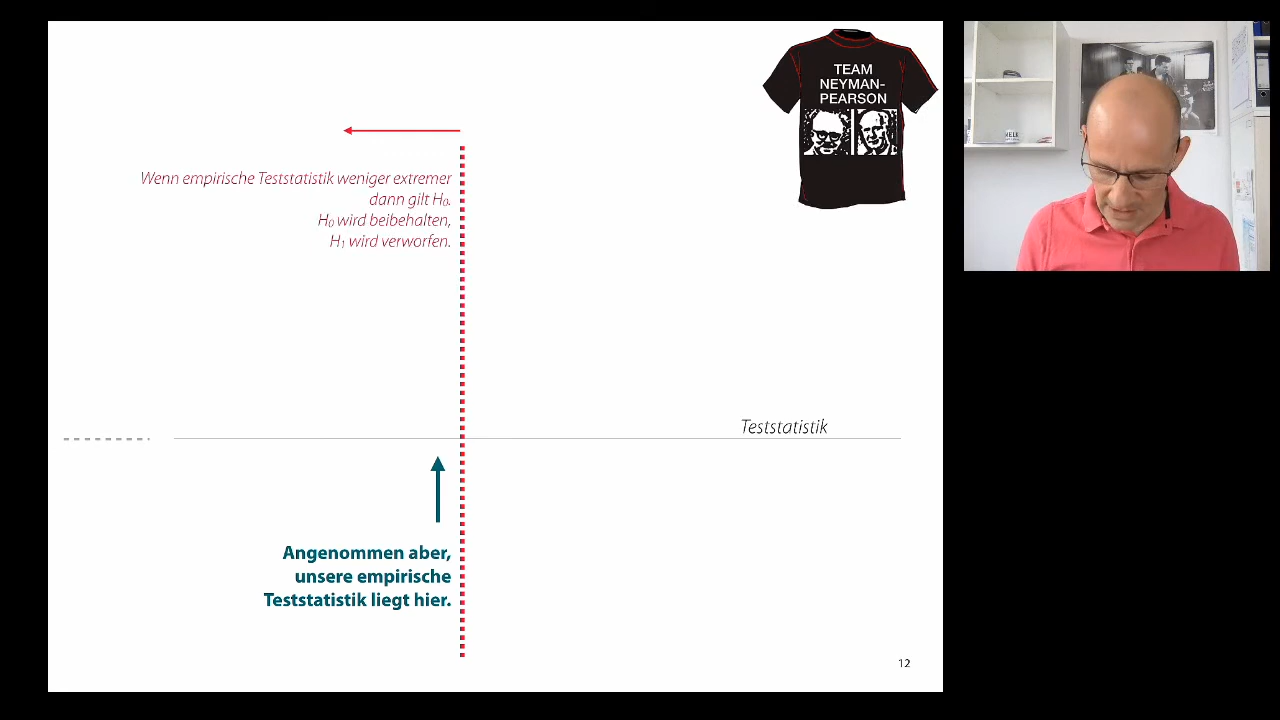 TEAM
NEYMAN-
PEARSON
Wenn empirische Teststatistik weniger extremer
dann gilt H₀.
H₀ wird beibehalten,
H₁ wird verworfen.
Teststatistik
Angenommen aber,
unsere empirische
Teststatistik liegt hier.
12